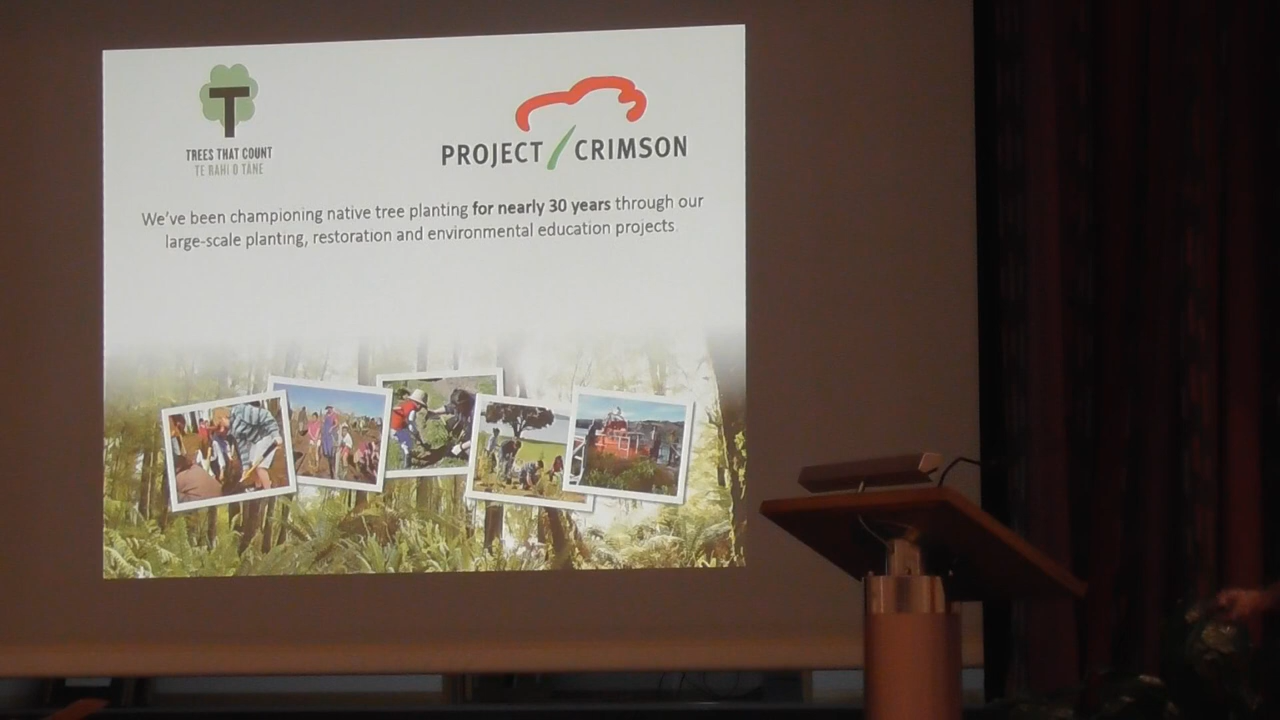 T
TREES THAT COUNT
TE RAHI O TĀNE
PROJECT CRIMSON
We've been championing native tree planting for nearly 30 years through our
large-scale planting, restoration and environmental education projects.